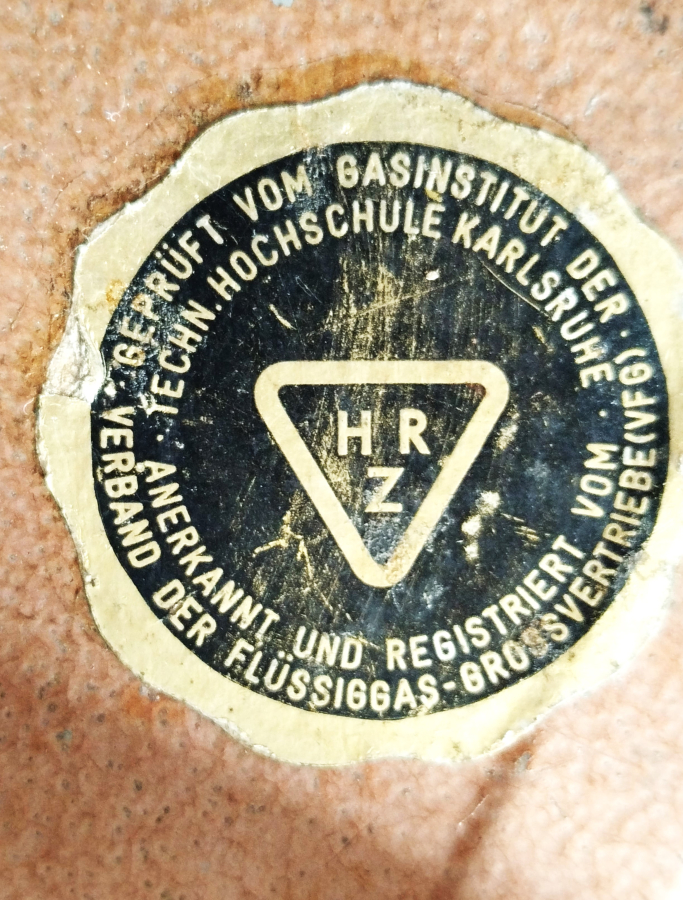 · GEPRÜFT VOM GASINSTITUT DER ·
· TECHN. HOCHSCHULE KARLSRUHE ·
HR
Z
ANERKANNT UND REGISTRIERT VOM
VERBAND DER FLÜSSIGGAS-GROSSVERTRIEBE(VFG)